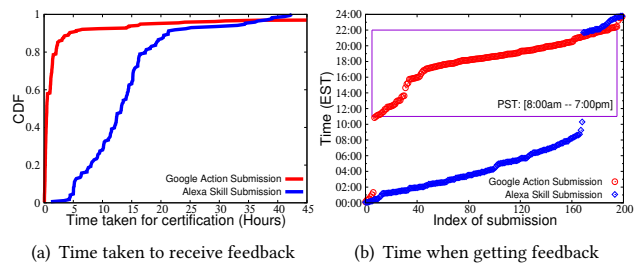 1
0.8
0.6
0.4
0.2
0
CDF
Google Action Submission
Alexa Skill Submission
0 5 10 15 20 25 30 35 40 45
Time taken for certification (Hours)
(a) Time taken to receive feedback
24:00
22:00
20:00
18:00
16:00
14:00
12:00
10:00
08:00
06:00
04:00
02:00
00:00
Time (EST)
PST: [8:00am -- 7:00pm]
Google Action Submission
Alexa Skill Submission
0 40 80 120 160 200
Index of submission
(b) Time when getting feedback